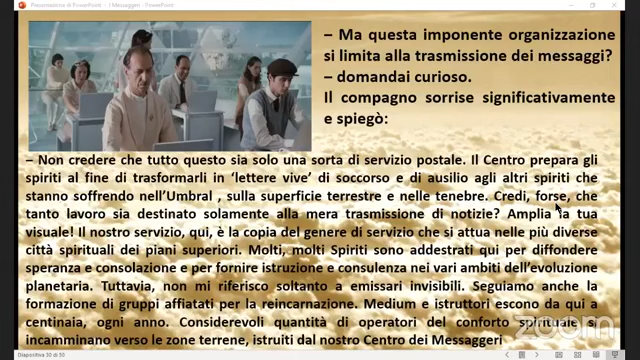 Presentazione di PowerPoint - I Messaggeri - PowerPoint
– Ma questa imponente organizzazione
si limita alla trasmissione dei messaggi?
– domandai curioso.
Il compagno sorrise significativamente
e spiegò:
– Non credere che tutto questo sia solo una sorta di servizio postale. Il Centro prepara gli
spiriti al fine di trasformarli in ‘lettere vive’ di soccorso e di ausilio agli altri spiriti che
stanno soffrendo nell’Umbral , sulla superficie terrestre e nelle tenebre. Credi, forse, che
tanto lavoro sia destinato solamente alla mera trasmissione di notizie? Amplia la tua
visuale! Il nostro servizio, qui, è la copia del genere di servizio che si attua nelle più diverse
città spirituali dei piani superiori. Molti, molti Spiriti sono addestrati qui per diffondere
speranza e consolazione e per fornire istruzione e consulenza nei vari ambiti dell’evoluzione
planetaria. Tuttavia, non mi riferisco soltanto a emissari invisibili. Seguiamo anche la
formazione di gruppi affiatati per la reincarnazione. Medium e istruttori escono da qui a
centinaia, ogni anno. Considerevoli quantità di operatori del conforto spirituale si
incamminano verso le zone terrene, istruiti dal nostro Centro dei Messaggeri
zoom
Diapositiva 30 di 50